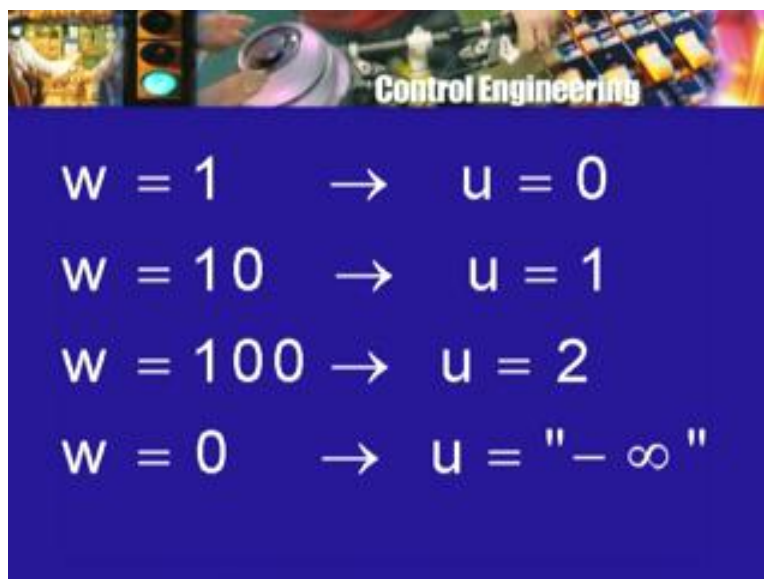 Control Engineering
w = 1 → u = 0
w = 10 → u = 1
w = 100 → u = 2
w = 0 → u = "– ∞"